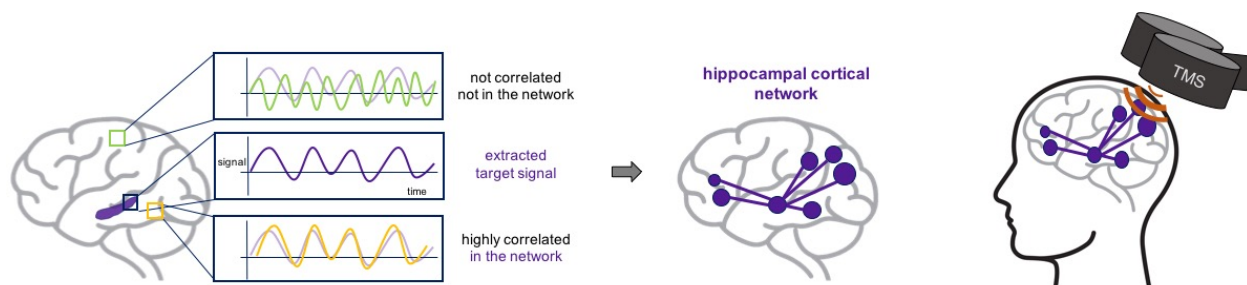 not correlated
not in the network
signal
time
extracted
target signal
highly correlated
in the network
hippocampal cortical
network
TMS